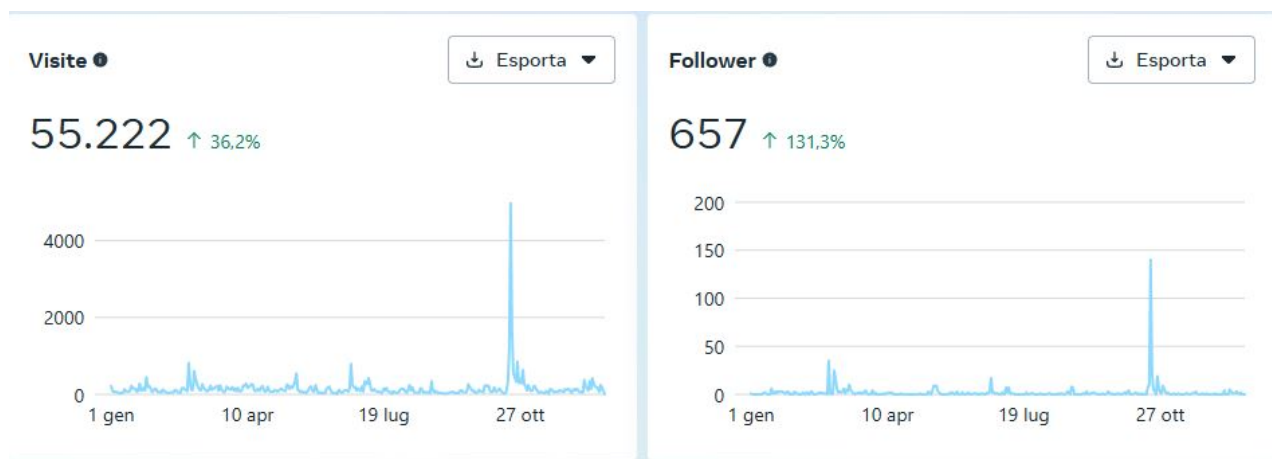 Visite
Esporta
55.222 ↑ 36,2%
4000
2000
0
1 gen 10 apr 19 lug 27 ott
Follower
Esporta
657 ↑ 131,3%
200
150
100
50
0
1 gen 10 apr 19 lug 27 ott